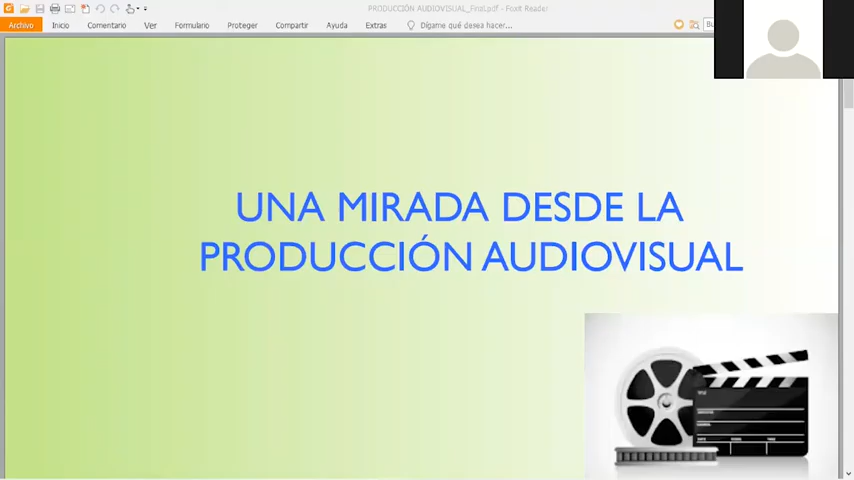 PRODUCCIÓN AUDIOVISUAL_Final.pdf - Foxit Reader
Archivo Inicio Comentario Ver Formulario Proteger Compartir Ayuda Extras Dígame qué desea hacer...
UNA MIRADA DESDE LA
PRODUCCIÓN AUDIOVISUAL